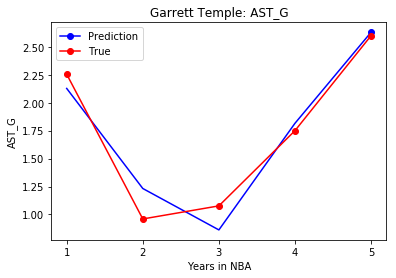 Garrett Temple: AST_G
Prediction
True
AST_G
2.50
2.25
2.00
1.75
1.50
1.25
1.00
1 2 3 4 5
Years in NBA